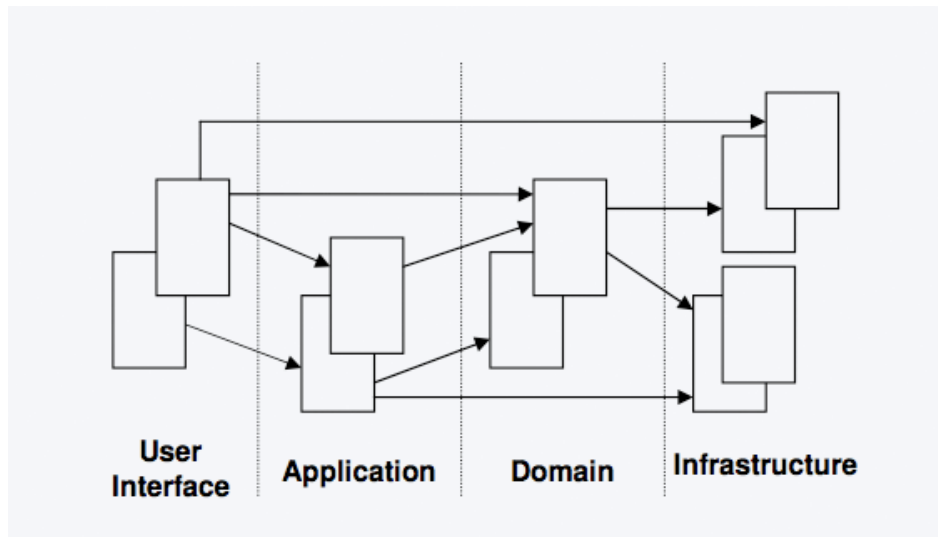 User
Interface
Application
Domain
Infrastructure